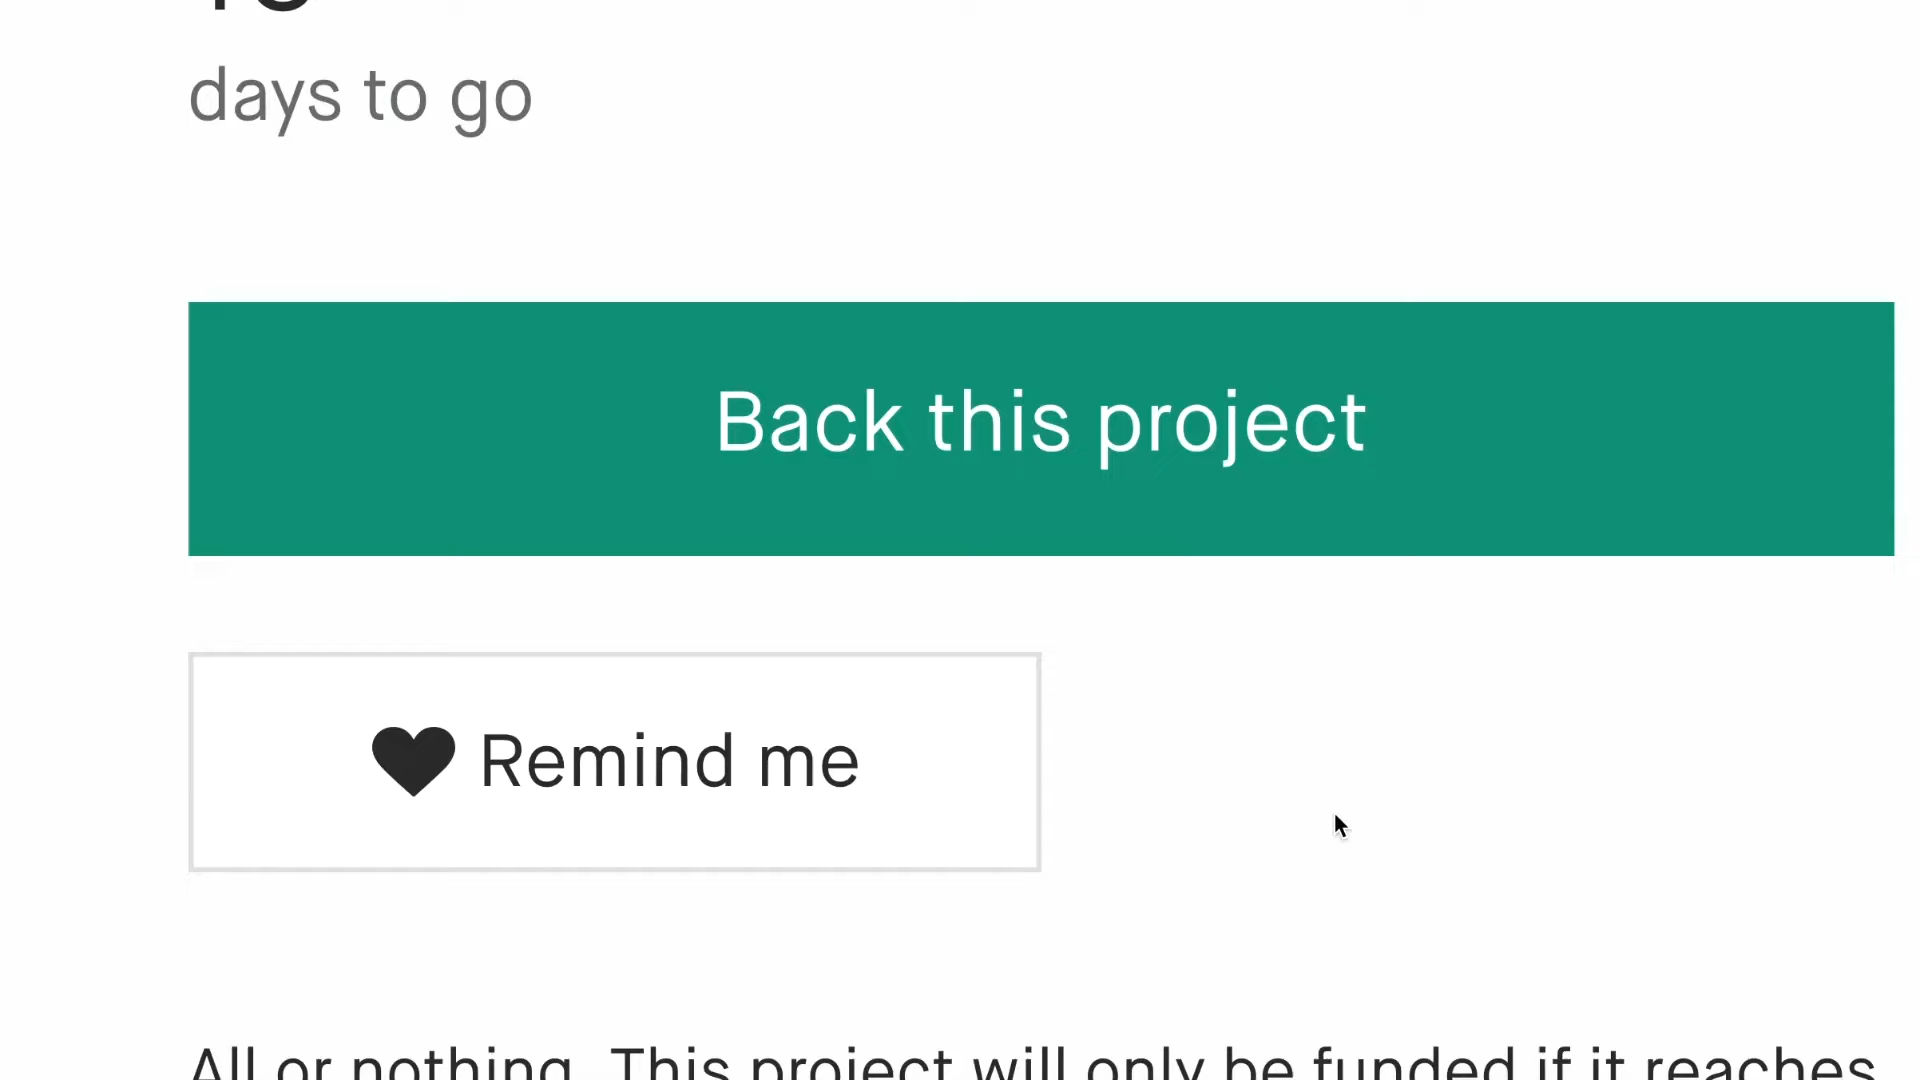 days to go
Back this project
Remind me
All or nothing. This project will only be funded if it reaches